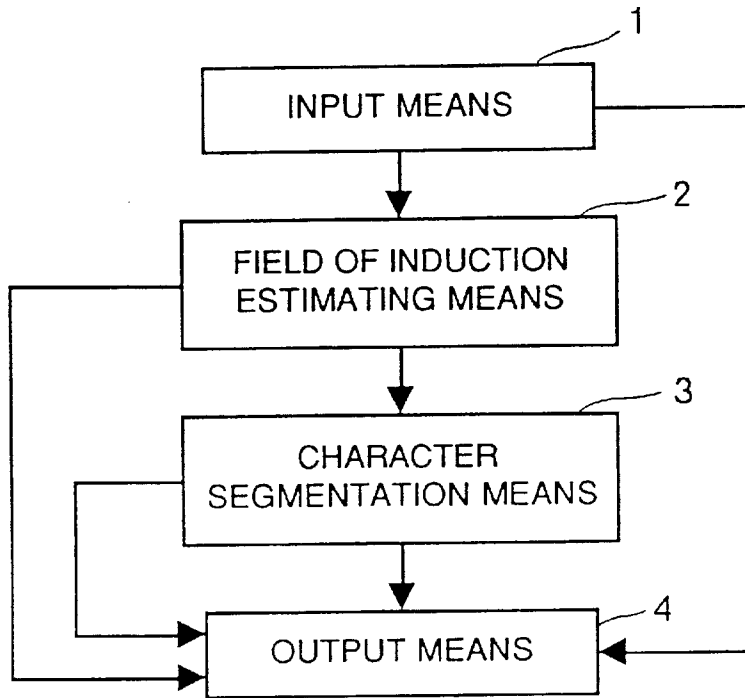 1
INPUT MEANS
2
FIELD OF INDUCTION
ESTIMATING MEANS
3
CHARACTER
SEGMENTATION MEANS
4
OUTPUT MEANS